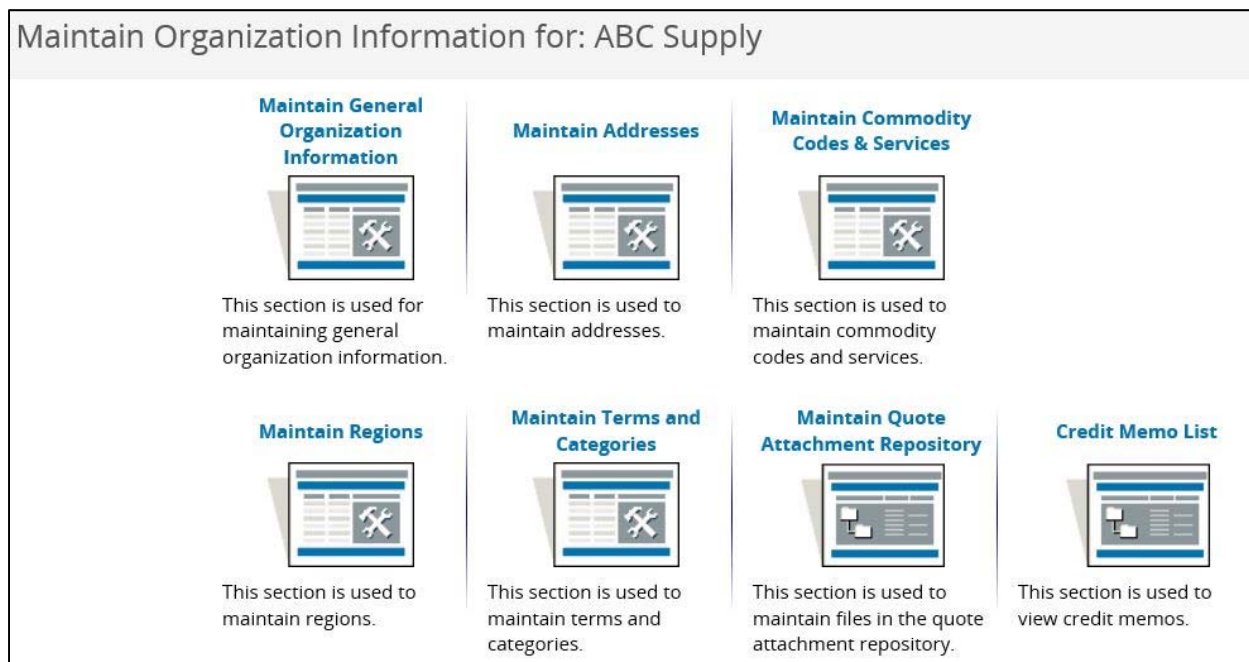 Maintain Organization Information for: ABC Supply
Maintain General
Organization
Information
This section is used for
maintaining general
organization information.
Maintain Addresses
This section is used to
maintain addresses.
Maintain Commodity
Codes & Services
This section is used to
maintain commodity
codes and services.
Maintain Regions
This section is used to
maintain regions.
Maintain Terms and
Categories
This section is used to
maintain terms and
categories.
Maintain Quote
Attachment Repository
This section is used to
maintain files in the quote
attachment repository.
Credit Memo List
This section is used to
view credit memos.